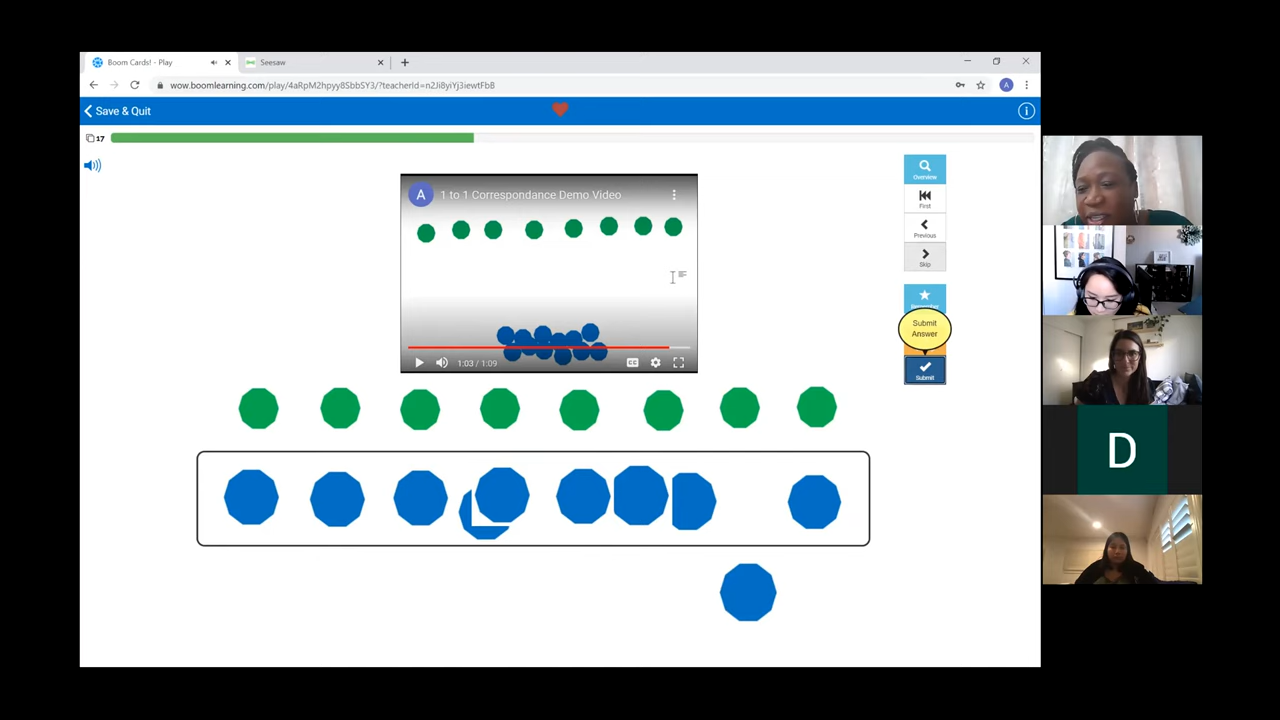 Boom Cards! - Play
Seesaw
wow.boomlearning.com/play/4aRpM2hpyy8SbbSY3/?teacherId=n2Ji8yiYj3iewtFbB
A
Save & Quit
17
A 1 to 1 Correspondance Demo Video
1:03 / 1:09
CC
Overview
First
Previous
Skip
Submit
Answer
Submit
D